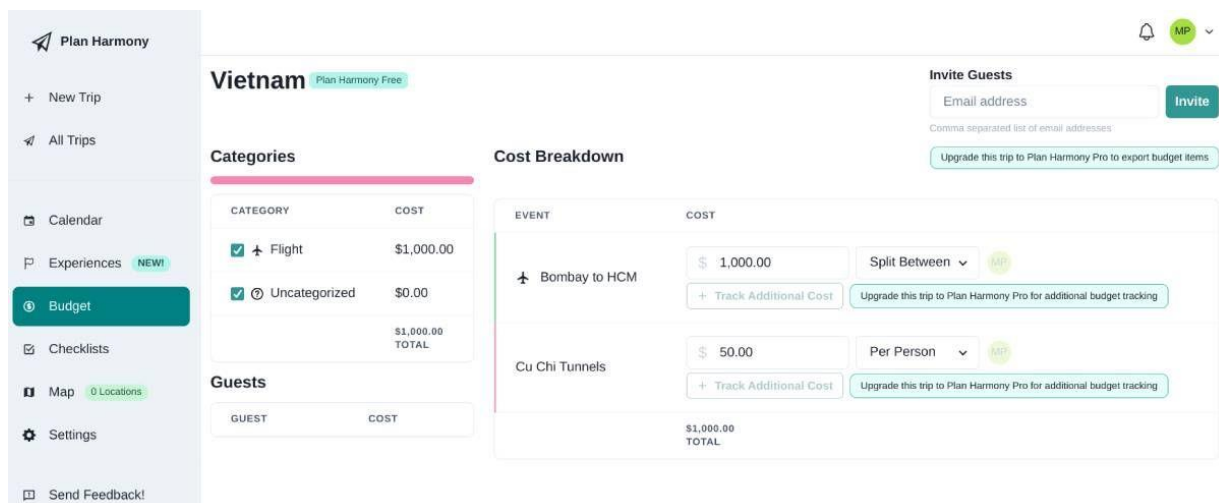 Plan Harmony
+ New Trip
All Trips
Calendar
Experiences NEW!
Budget
Checklists
Map 0 Locations
Settings
Send Feedback!
MP
Vietnam Plan Harmony Free
Invite Guests
Email address Invite
Comma separated list of email addresses
Upgrade this trip to Plan Harmony Pro to export budget items
Categories
CATEGORY COST
Flight $1,000.00
Uncategorized $0.00
$1,000.00
TOTAL
Guests
GUEST COST
Cost Breakdown
EVENT COST
Bombay to HCM $ 1,000.00 Split Between MP
+ Track Additional Cost Upgrade this trip to Plan Harmony Pro for additional budget tracking
Cu Chi Tunnels $ 50.00 Per Person MP
+ Track Additional Cost Upgrade this trip to Plan Harmony Pro for additional budget tracking
$1,000.00
TOTAL